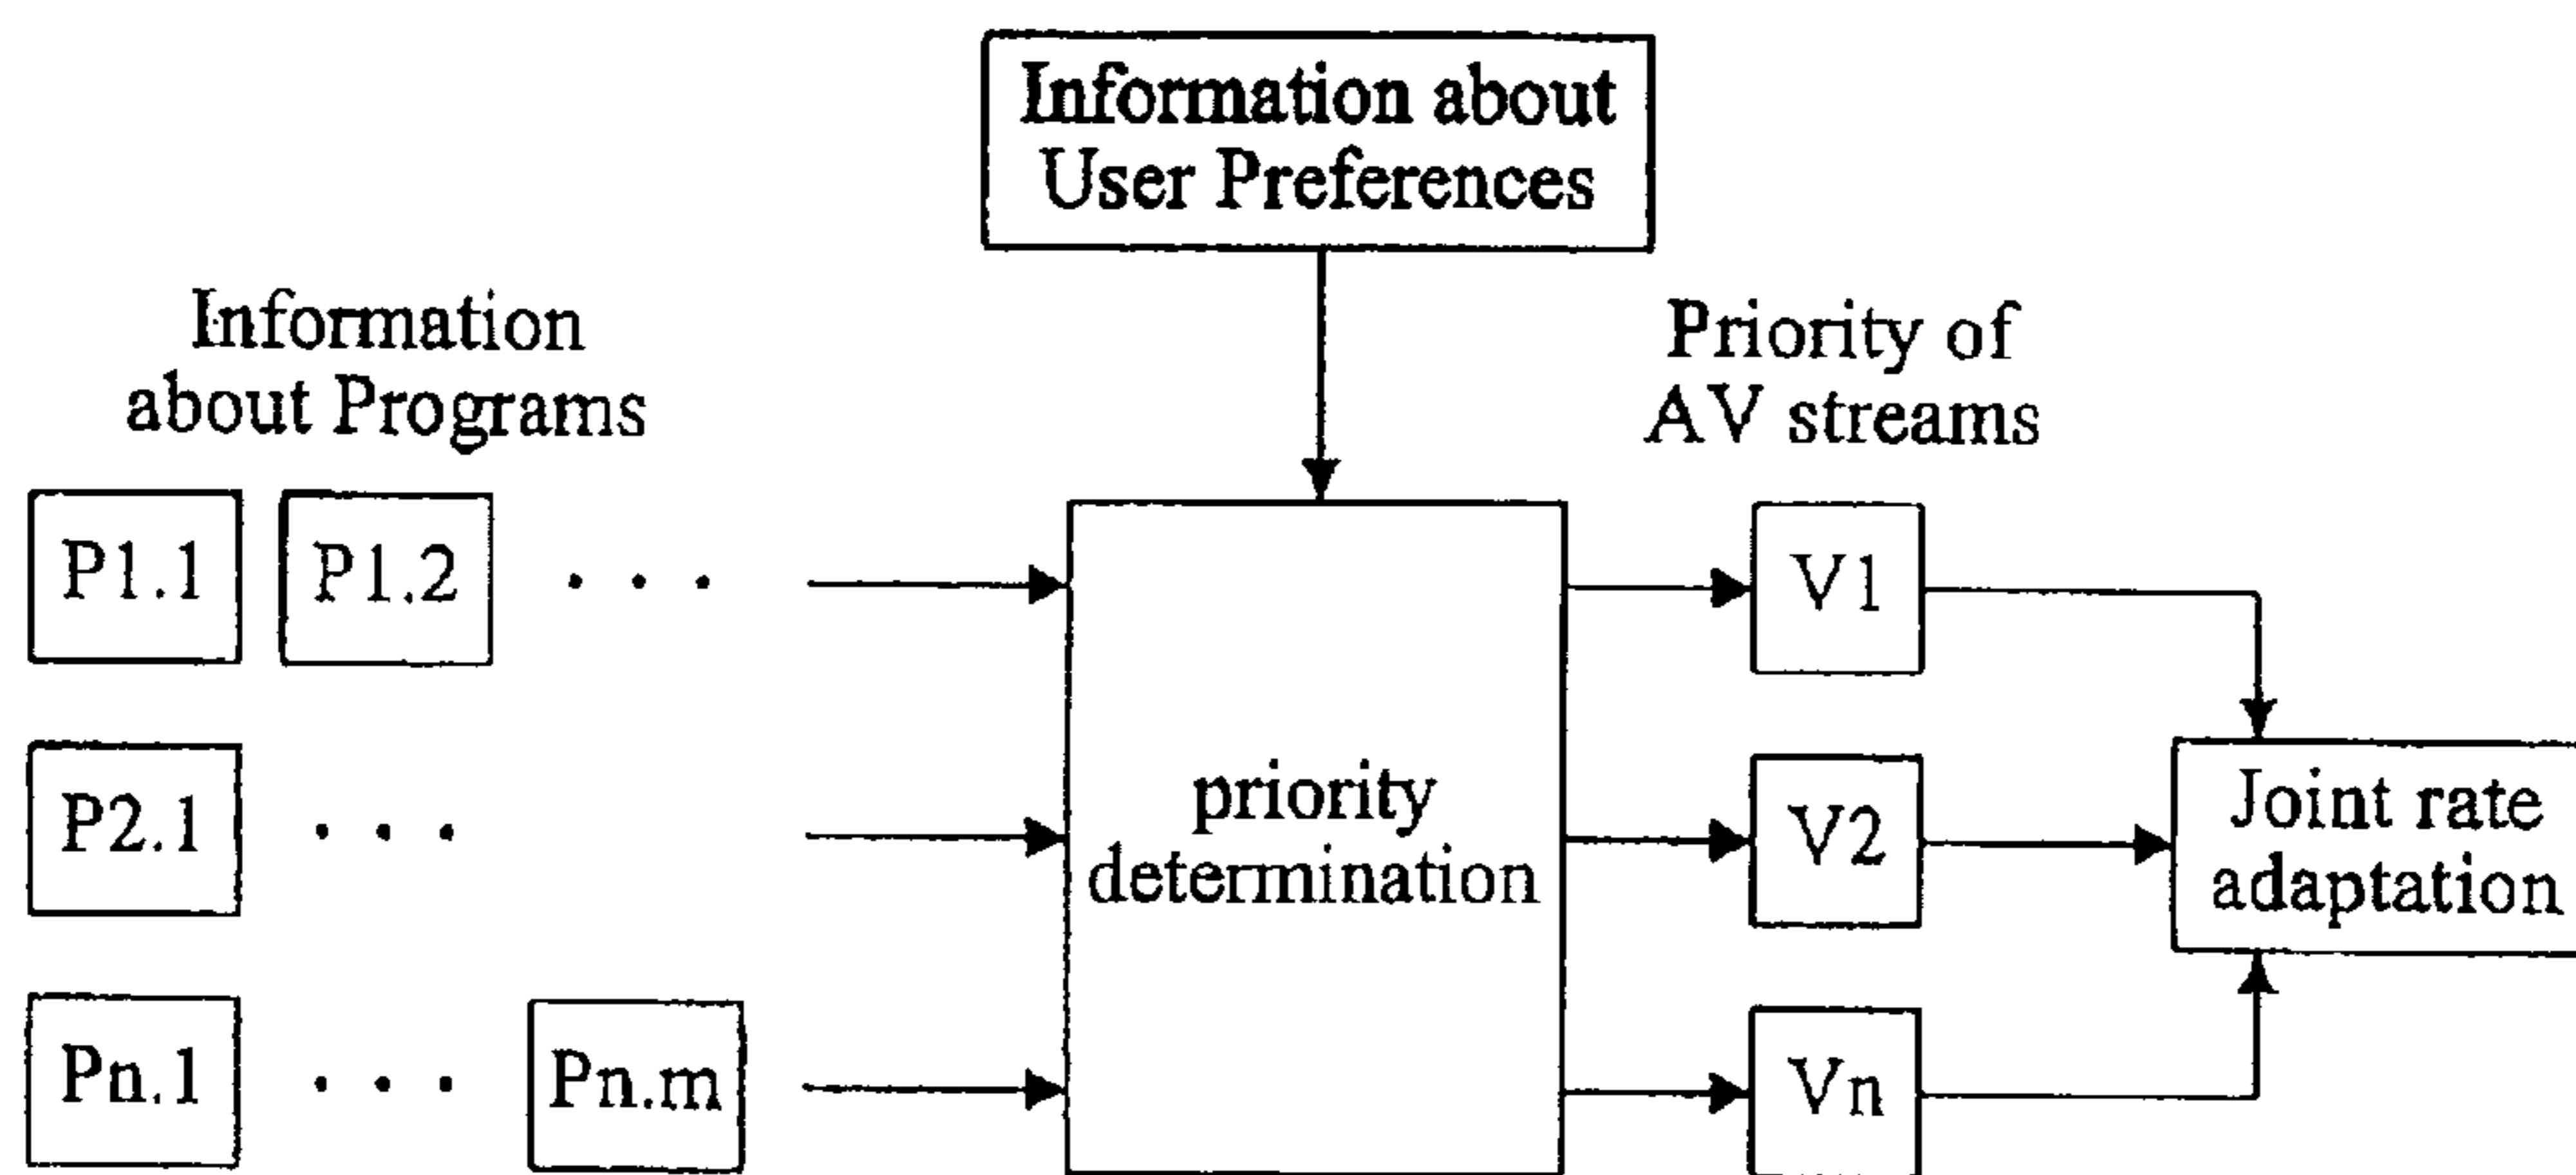 Information about
User Preferences
Information
about Programs
Priority of
AV streams
P1.1 P1.2 . . .
V1
P2.1 . . .
priority
determination
V2
Joint rate
adaptation
Pn.1 . . . Pn.m
Vn